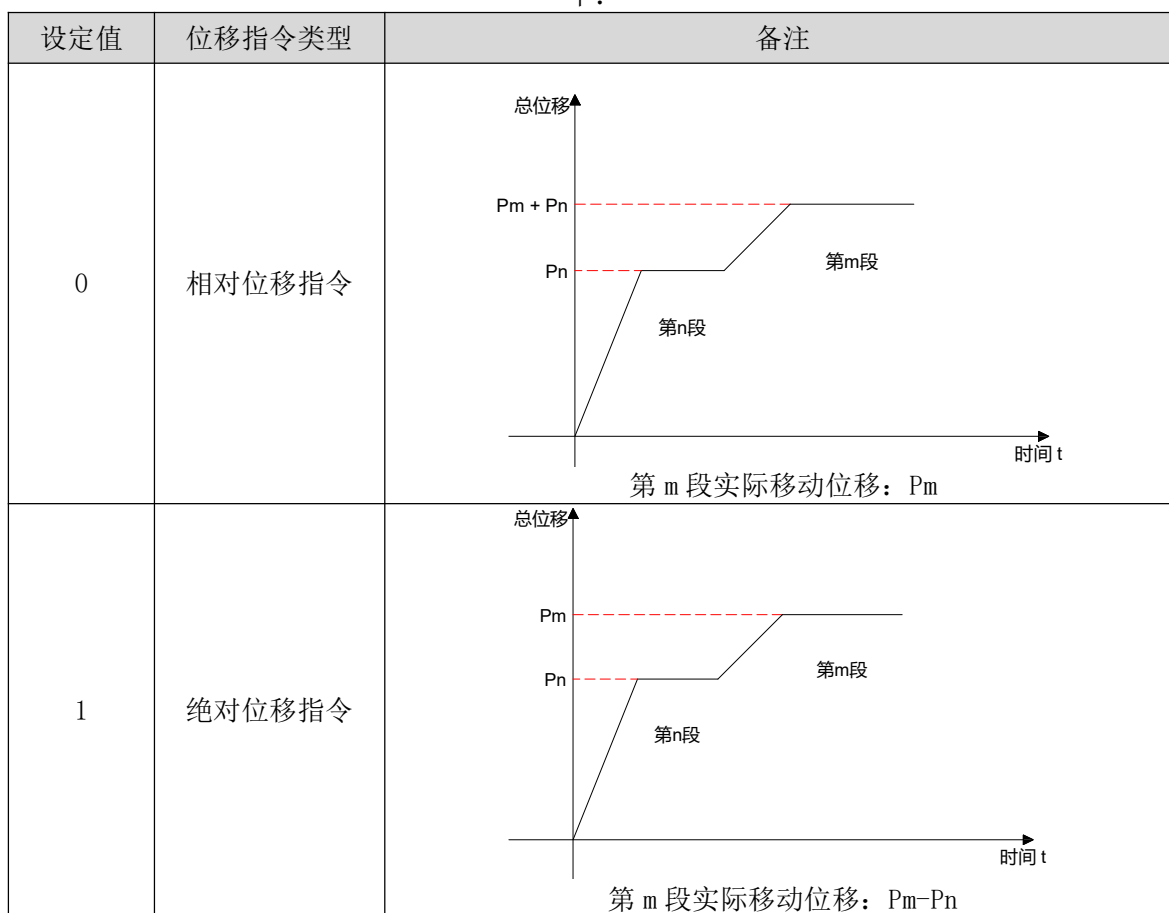 设定值 位移指令类型 备注
总位移
Pm + Pn
Pn
第m段
第n段
时间 t
0 相对位移指令
第 m 段实际移动位移：Pm
总位移
Pm
Pn
第m段
第n段
时间 t
1 绝对位移指令
第 m 段实际移动位移：Pm-Pn